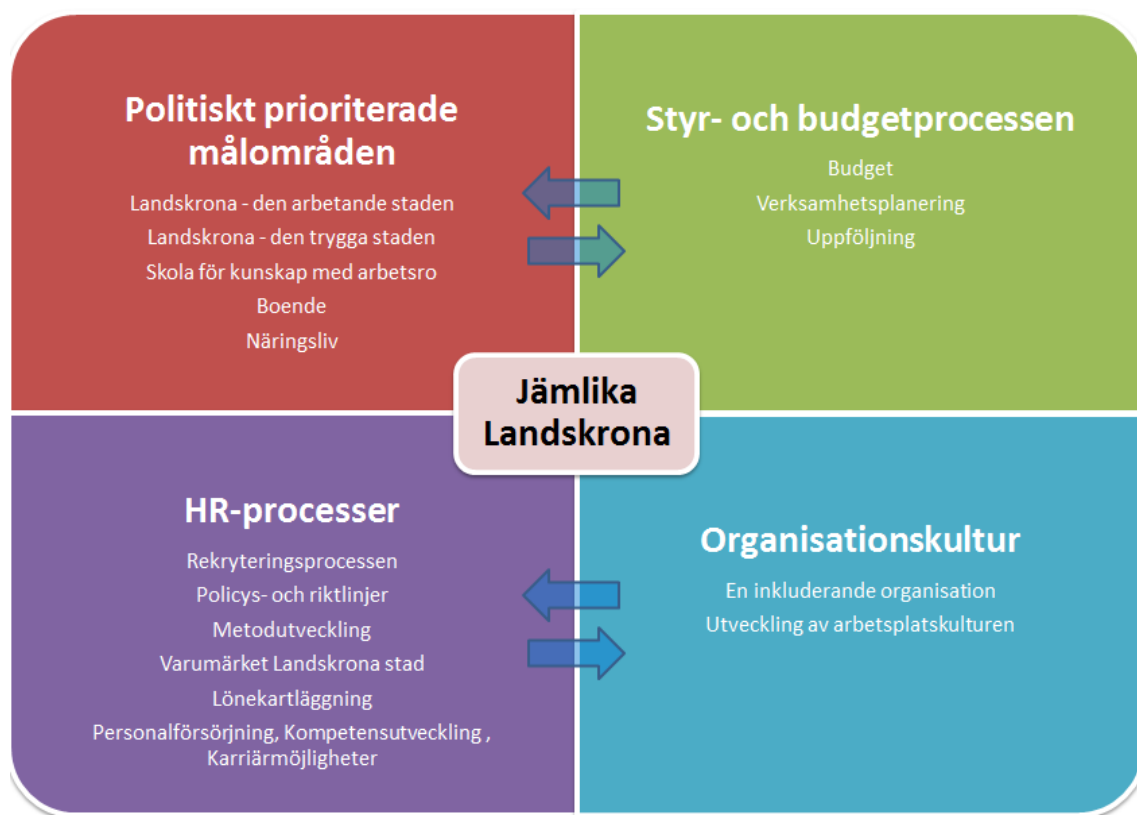 Politiskt prioriterade
målområden
Landskrona - den arbetande staden
Landskrona - den trygga staden
Skola för kunskap med arbetsro
Boende
Näringsliv
Styr- och budgetprocessen
Budget
Verksamhetsplanering
Uppföljning
Jämlika
Landskrona
HR-processer
Rekryteringsprocessen
Policys- och riktlinjer
Metodutveckling
Varumärket Landskrona stad
Lönekartläggning
Personalförsörjning, Kompetensutveckling ,
Karriärmöjligheter
Organisationskultur
En inkluderande organisation
Utveckling av arbetsplatskulturen